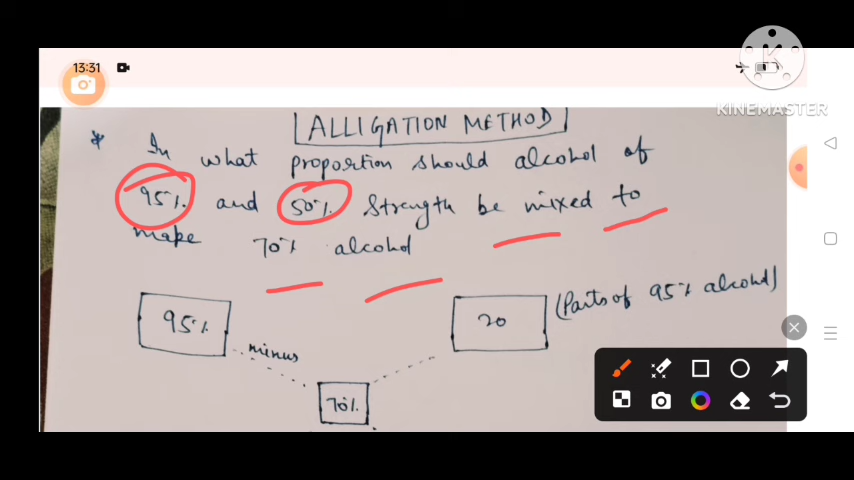 13:31
KINEMASTER
ALLIGATION METHOD
* In what proportion should alcohol of
95% and 50% strength be mixed to
make 70% alcohol
95%
20 (Parts of 95% alcohol)
minus
70%